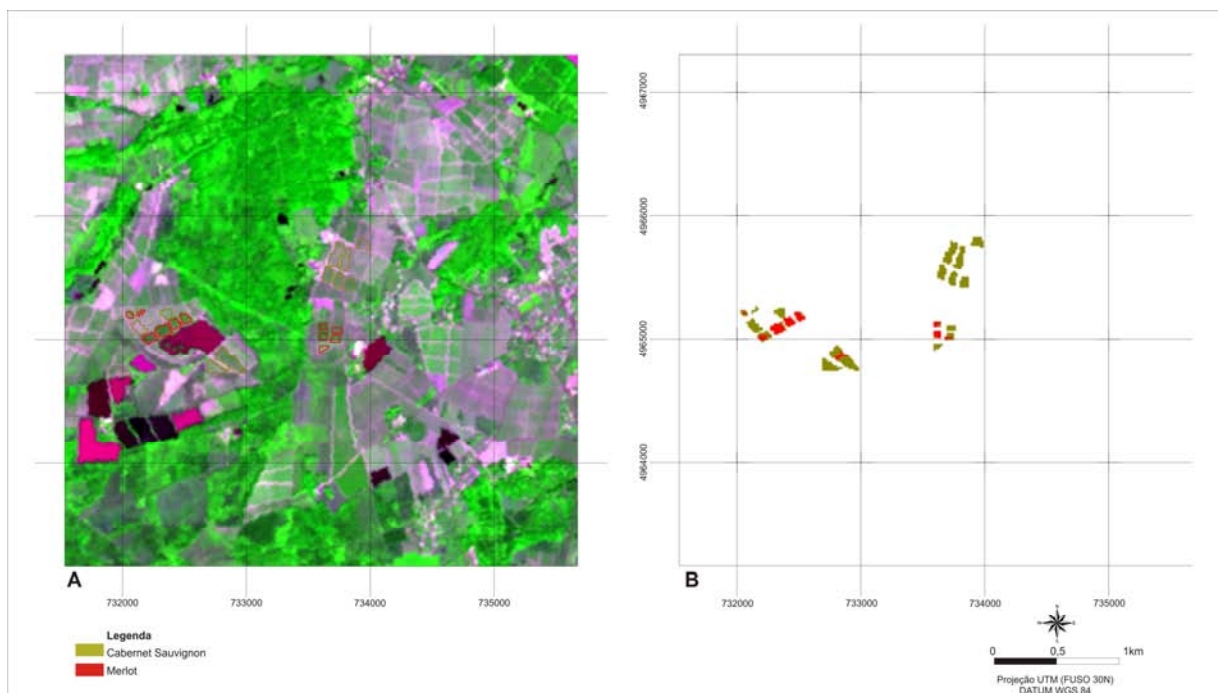 4967000
4966000
4965000
4964000
A
B
732000 733000 734000 735000
732000 733000 734000 735000
Legenda
Cabernet Sauvignon
Merlot
0 0,5 1km
Projeção UTM (FUSO 30N)
DATUM WGS 84